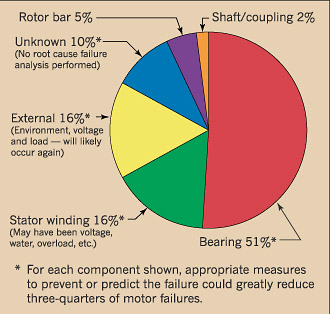 Rotor bar 5%
Shaft/coupling 2%
Unknown 10%*
(No root cause failure
analysis performed)
External 16%*
(Environment, voltage
and load — will likely
occur again)
Stator winding 16%*
(May have been voltage,
water, overload, etc.)
Bearing 51%*
* For each component shown, appropriate measures
to prevent or predict the failure could greatly reduce
three-quarters of motor failures.